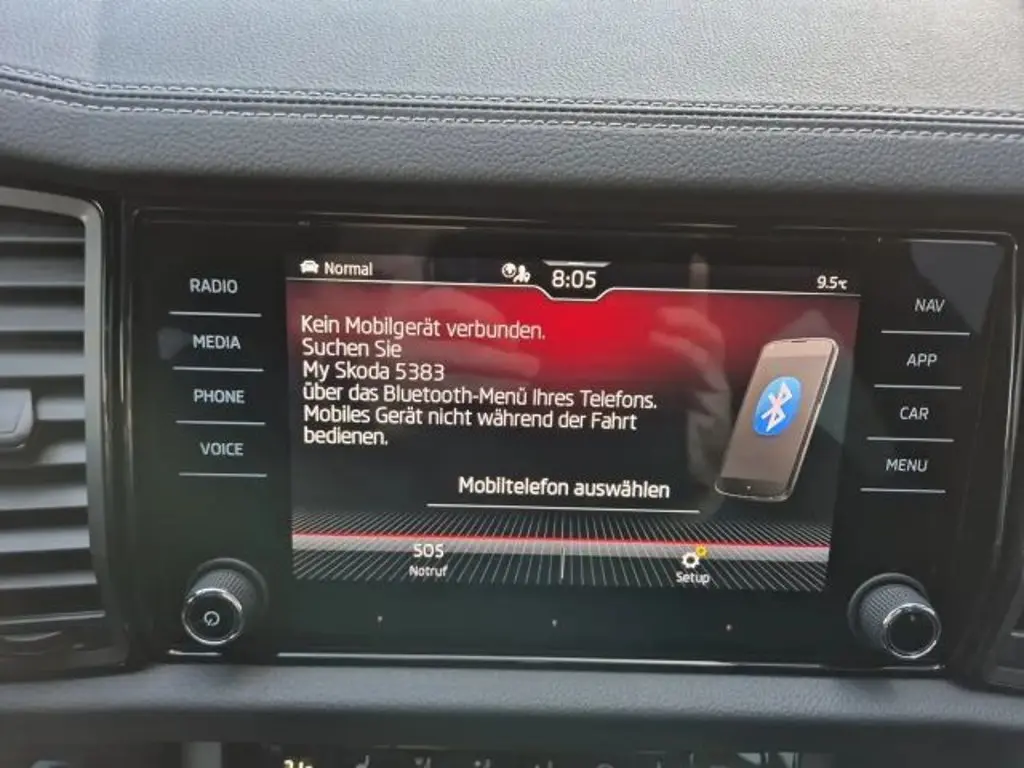 Normal
8:05
9.5°C
RADIO
MEDIA
PHONE
VOICE
Kein Mobilgerät verbunden.
Suchen Sie
My Skoda 5383
über das Bluetooth-Menü Ihres Telefons.
Mobiles Gerät nicht während der Fahrt
bedienen.
Mobiltelefon auswählen
SOS
Notruf
Setup
NAV
APP
CAR
MENU